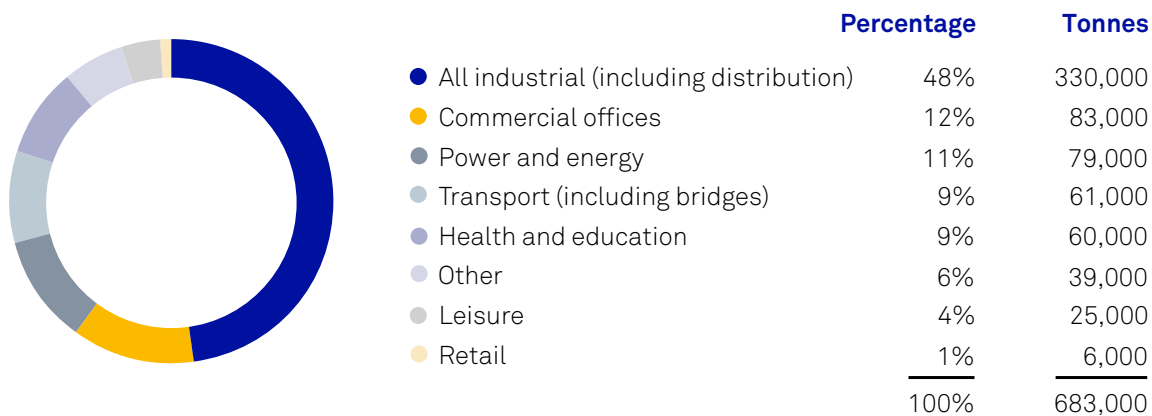 Percentage Tonnes
All industrial (including distribution) 48% 330,000
Commercial offices 12% 83,000
Power and energy 11% 79,000
Transport (including bridges) 9% 61,000
Health and education 9% 60,000
Other 6% 39,000
Leisure 4% 25,000
Retail 1% 6,000
100% 683,000